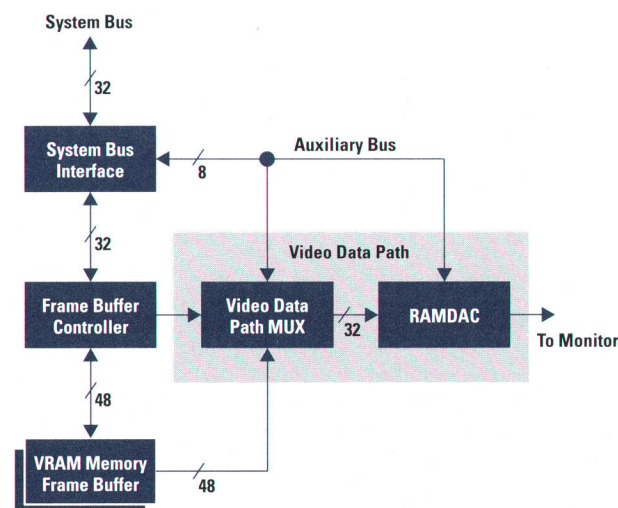 System Bus
32
System Bus
Interface
8
Auxiliary Bus
32
Video Data Path
Frame Buffer
Controller
Video Data
Path MUX
32
RAMDAC
To Monitor
48
VRAM Memory
Frame Buffer
48